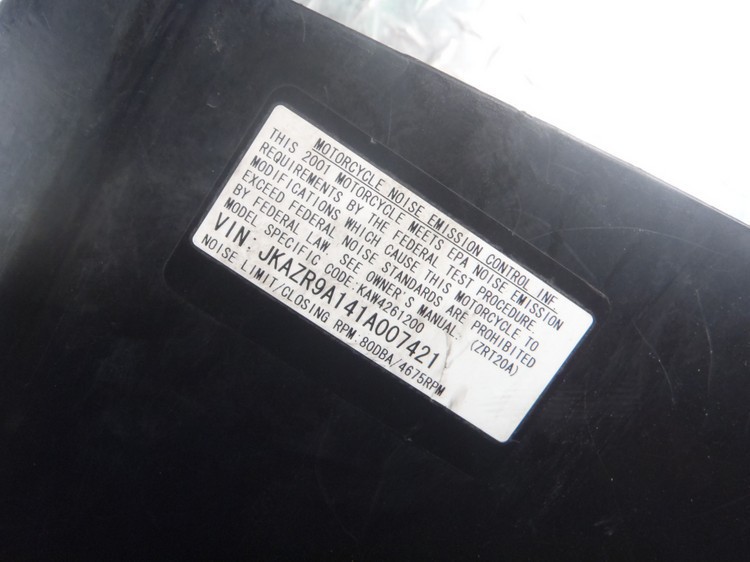 MOTORCYCLE NOISE EMISSION CONTROL INF
THIS 2001 MOTORCYCLE MEETS EPA NOISE EMISSION
REQUIREMENTS BY THE FEDERAL TEST PROCEDURE
MODIFICATIONS WHICH CAUSE THIS MOTORCYCLE TO
EXCEED FEDERAL NOISE STANDARDS ARE PROHIBITED
BY FEDERAL LAW. SEE OWNER'S MANUAL. (ZRT20A)
MODEL SPECIFIC CODE:KAW4261200
VIN: JKAZR9A141A007421
NOISE LIMIT/CLOSING RPM:80DBA/4675RPM